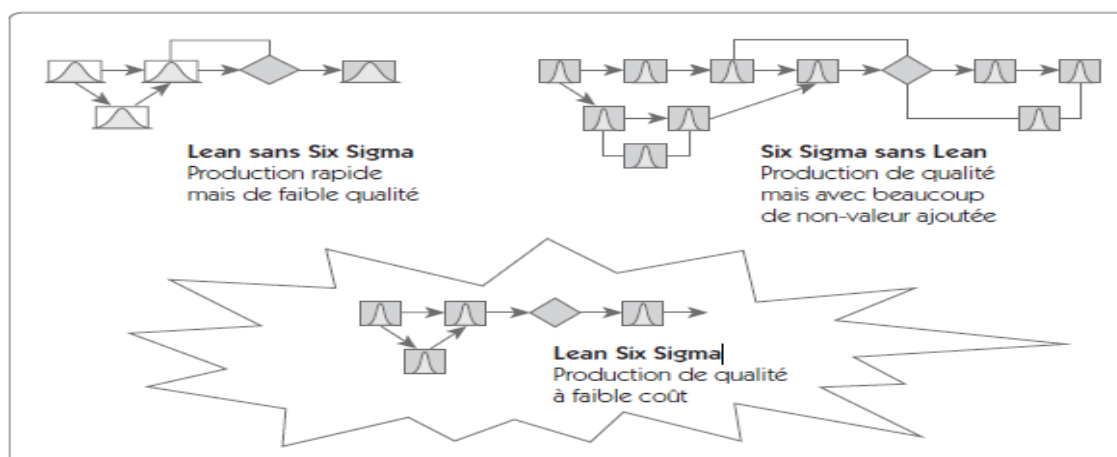 Lean sans Six Sigma
Production rapide
mais de faible qualité
Six Sigma sans Lean
Production de qualité
mais avec beaucoup
de non-valeur ajoutée
Lean Six Sigma
Production de qualité
à faible coût